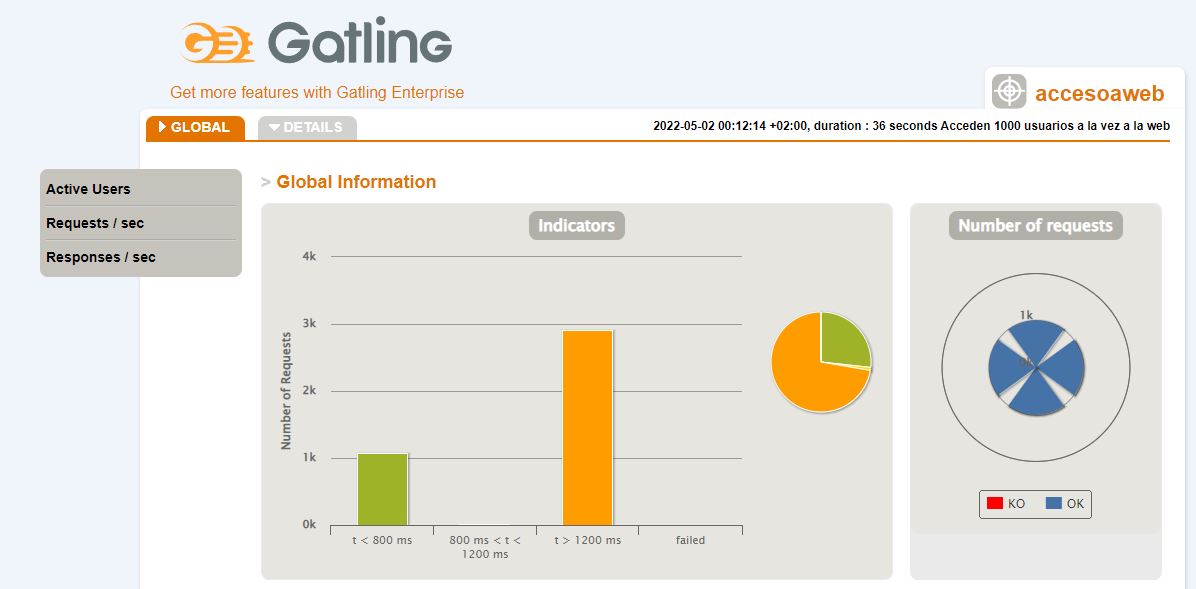 Gatling
Get more features with Gatling Enterprise
accesoaweb
GLOBAL
DETAILS
2022-05-02 00:12:14 +02:00, duration : 36 seconds Acceden 1000 usuarios a la vez a la web
Active Users
Requests / sec
Responses / sec
> Global Information
Indicators
4k
3k
2k
1k
0k
Number of Requests
t < 800 ms
800 ms < t <
1200 ms
t > 1200 ms
failed
Number of requests
1k
0k
KO
OK